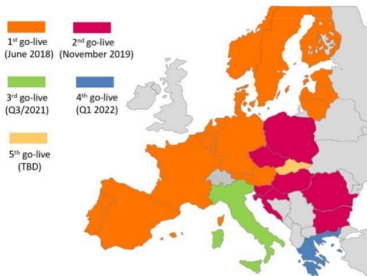 1st go-live
(June 2018)
2nd go-live
(November 2019)
3rd go-live
(Q3/2021)
4th go-live
(Q1 2022)
5th go-live
(TBD)